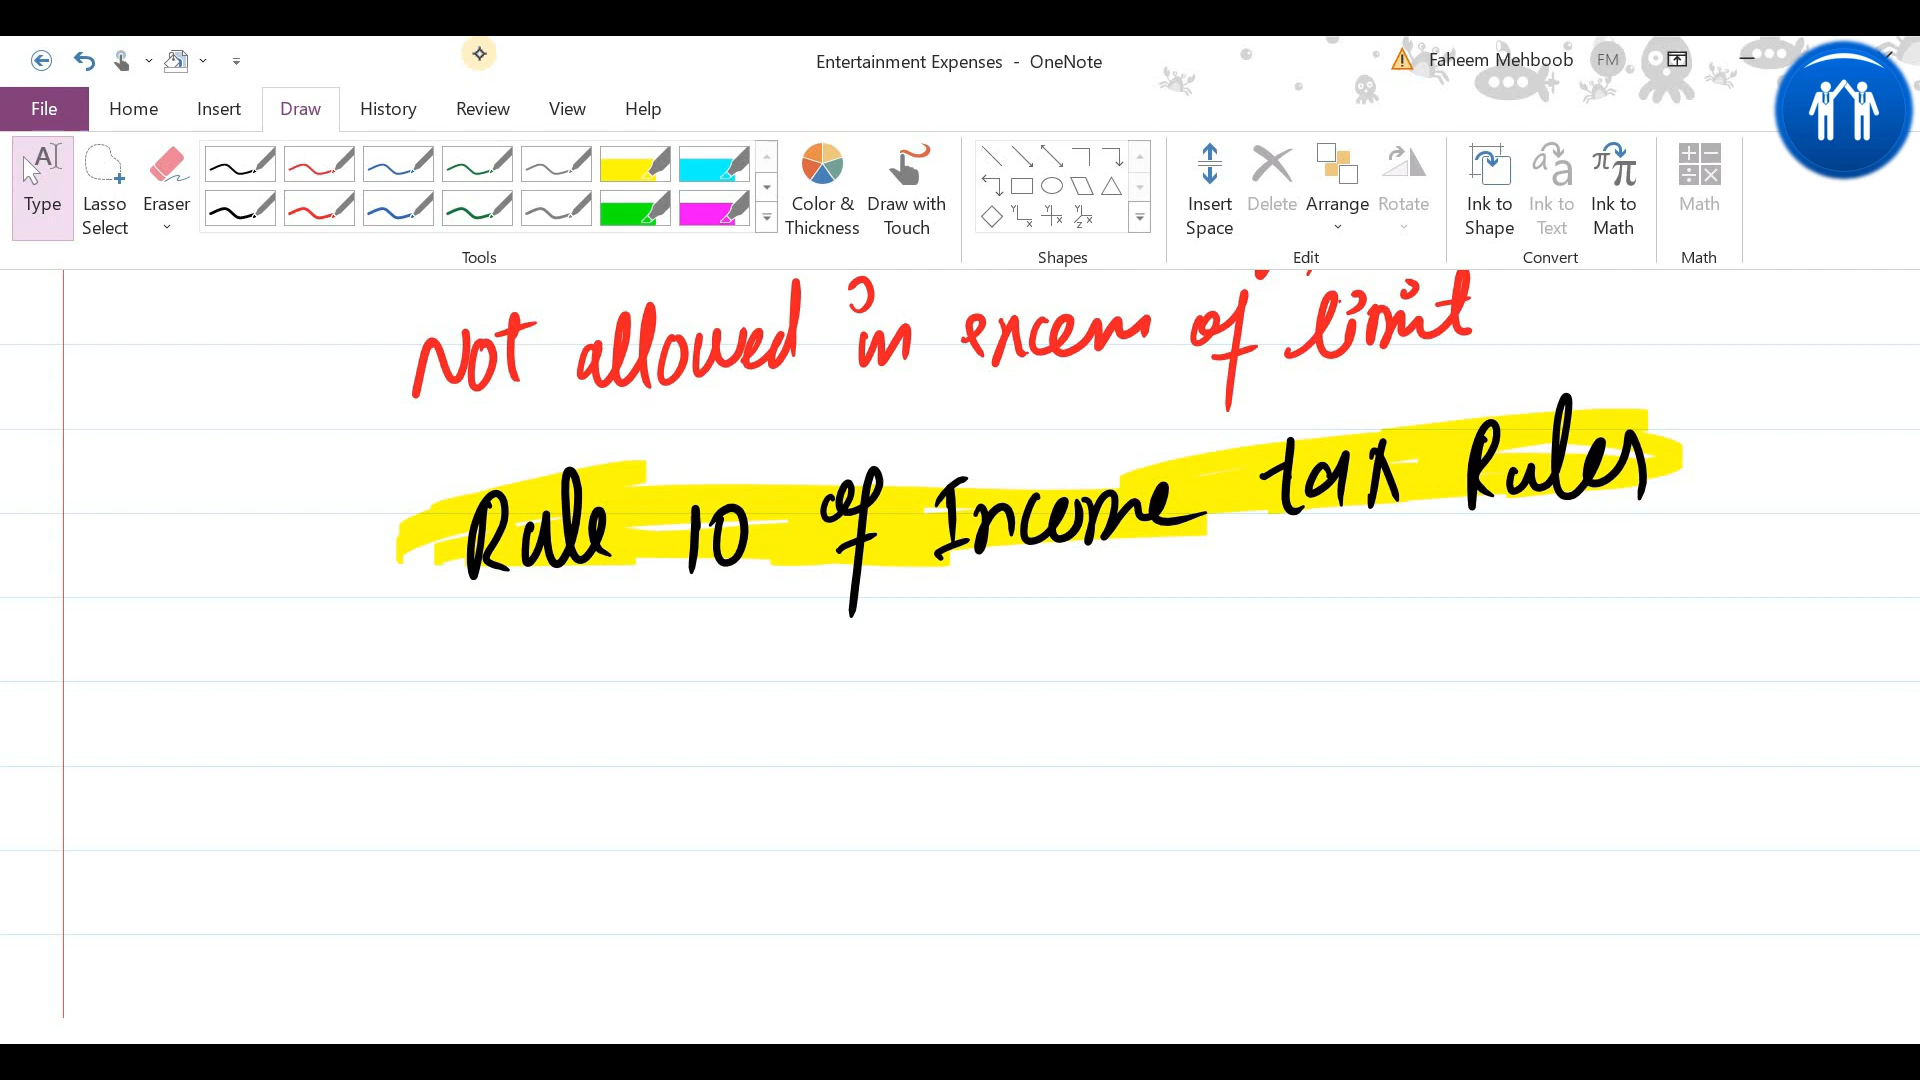 Entertainment Expenses - OneNote
Faheem Mehboob FM
File Home Insert Draw History Review View Help
Type Lasso Select Eraser Color & Thickness Draw with Touch Insert Space Delete Arrange Rotate Ink to Shape Ink to Text Ink to Math Math
Tools Shapes Edit Convert Math
Not allowed in excess of limit
Rule 10 of Income tax Rules